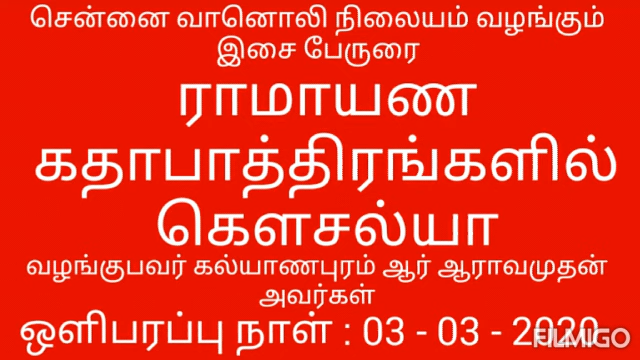 சென்னை வானொலி நிலையம் வழங்கும்
இசை பேருரை
ராமாயண
கதாபாத்திரங்களில்
கௌசல்யா
வழங்குபவர் கல்யாணபுரம் ஆர் ஆராவமுதன்
அவர்கள்
ஒளிபரப்பு நாள் : 03 - 03 - 2020
FILMIGO